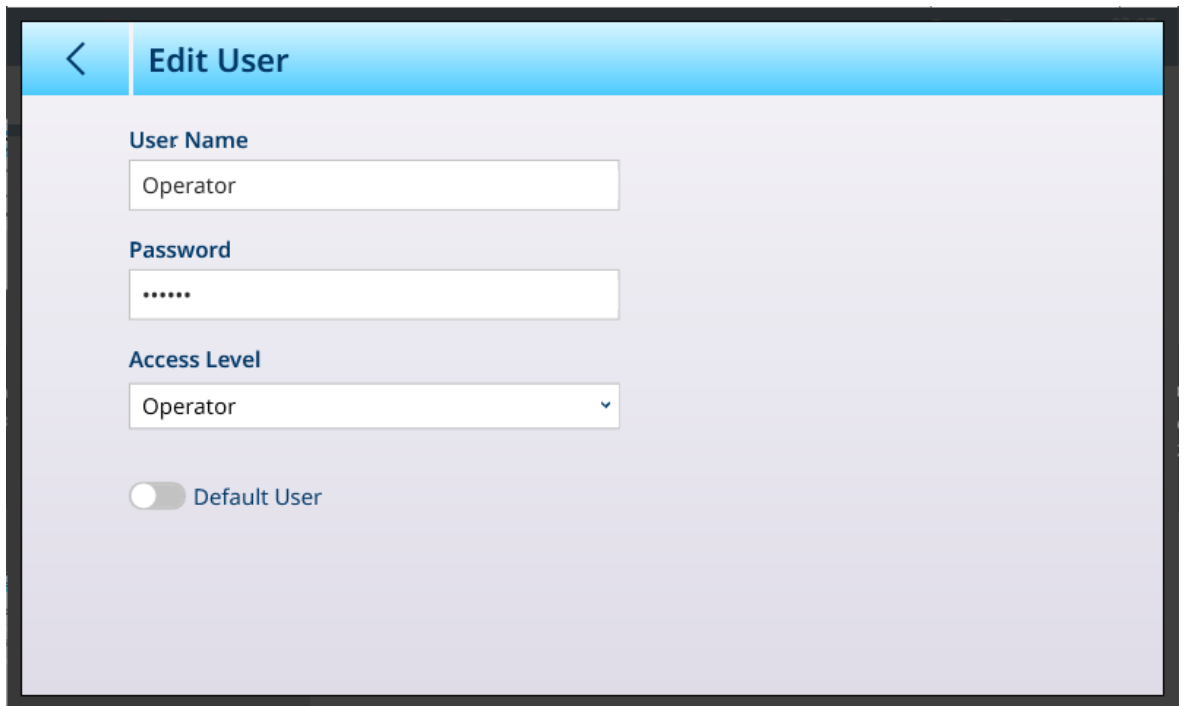 Edit User
User Name
Operator
Password
••••••
Access Level
Operator
Default User